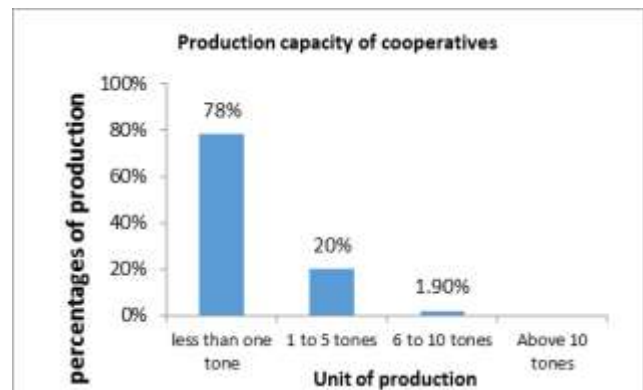 Production capacity of cooperatives
percentages of production
100%
80%
60%
40%
20%
0%
78%
20%
1.90%
less than one
tone
1 to 5 tones
6 to 10 tones
Above 10
tones
Unit of production